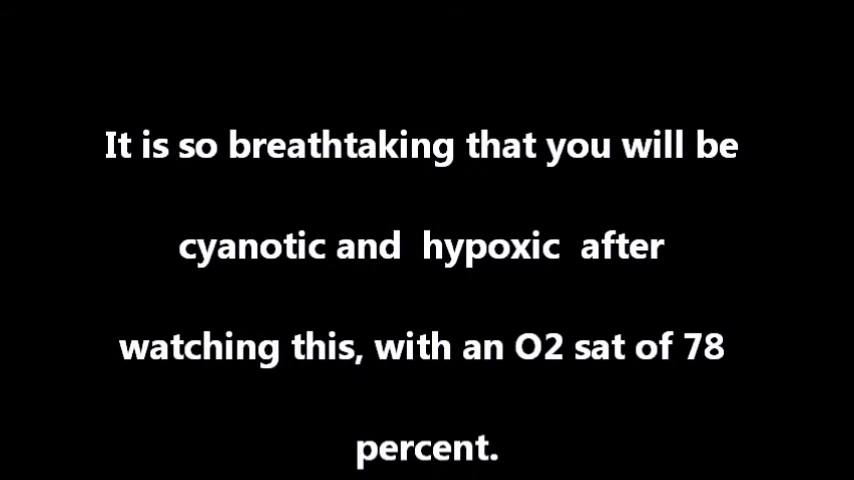 It is so breathtaking that you will be
cyanotic and hypoxic after
watching this, with an O2 sat of 78
percent.